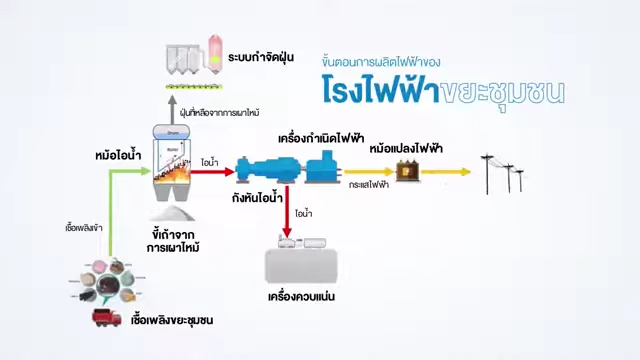 ขั้นตอนการผลิตไฟฟ้าของ
โรงไฟฟ้าขยะชุมชน
ระบบกำจัดฝุ่น
ฝุ่นที่หลือจากการเผาไหม้
Drum
Boiler
หม้อไอน้ำ
ไอน้ำ
เครื่องกำเนิดไฟฟ้า
หม้อแปลงไฟฟ้า
กังหันไอน้ำ
กระแสไฟฟ้า
ไอน้ำ
ขี้เถ้าจาก
การเผาไหม้
เชื้อเพลิงเข้า
เครื่องควบแน่น
เชื้อเพลิงขยะชุมชน